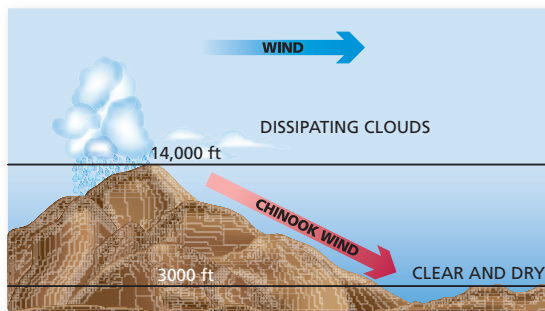 WIND
DISSIPATING CLOUDS
14,000 ft
CHINOOK WIND
CLEAR AND DRY
3000 ft